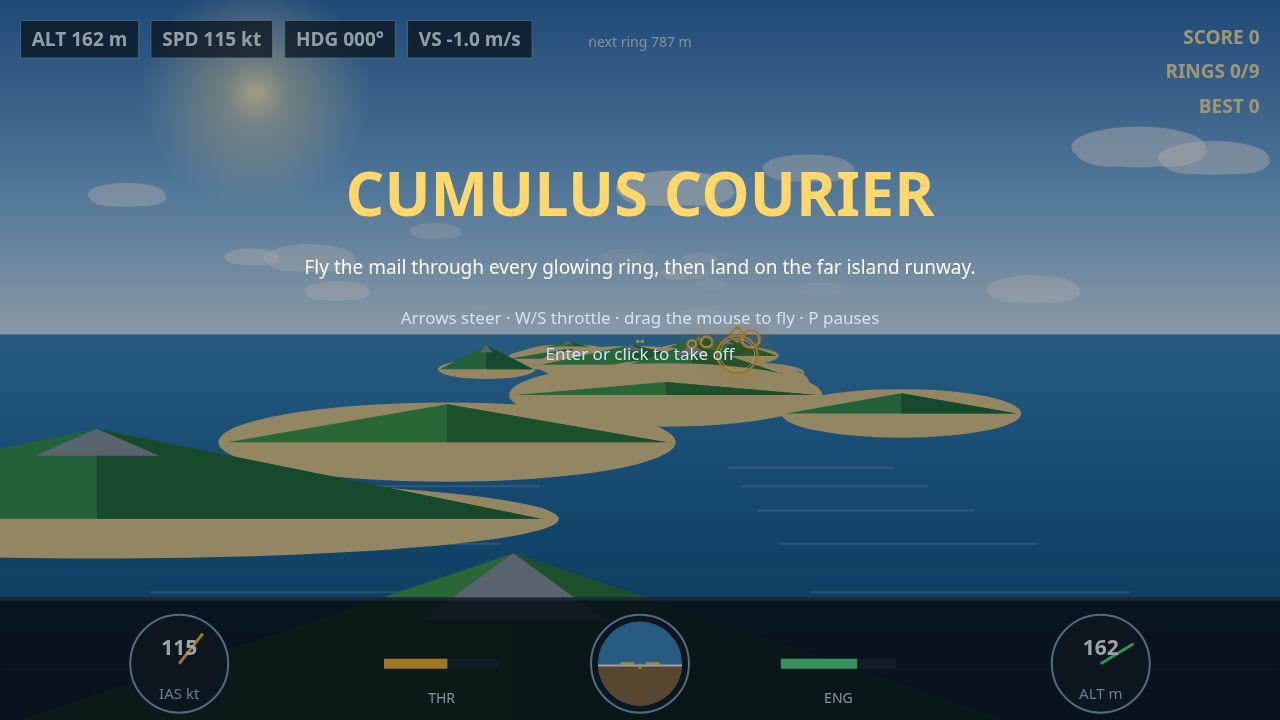 ALT 162 m SPD 115 kt HDG 000° VS -1.0 m/s next ring 787 m SCORE 0
RINGS 0/9
BEST 0
CUMULUS COURIER
Fly the mail through every glowing ring, then land on the far island runway.
Arrows steer · W/S throttle · drag the mouse to fly · P pauses
Enter or click to take off
115
IAS kt
THR
ENG
162
ALT m